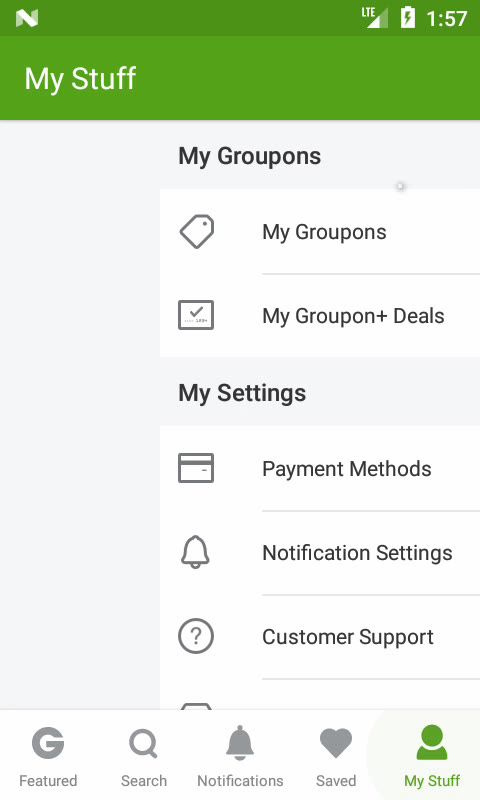 LTE 1:57
My Stuff
My Groupons
My Groupons
My Groupon+ Deals
My Settings
Payment Methods
Notification Settings
Customer Support
Featured Search Notifications Saved My Stuff